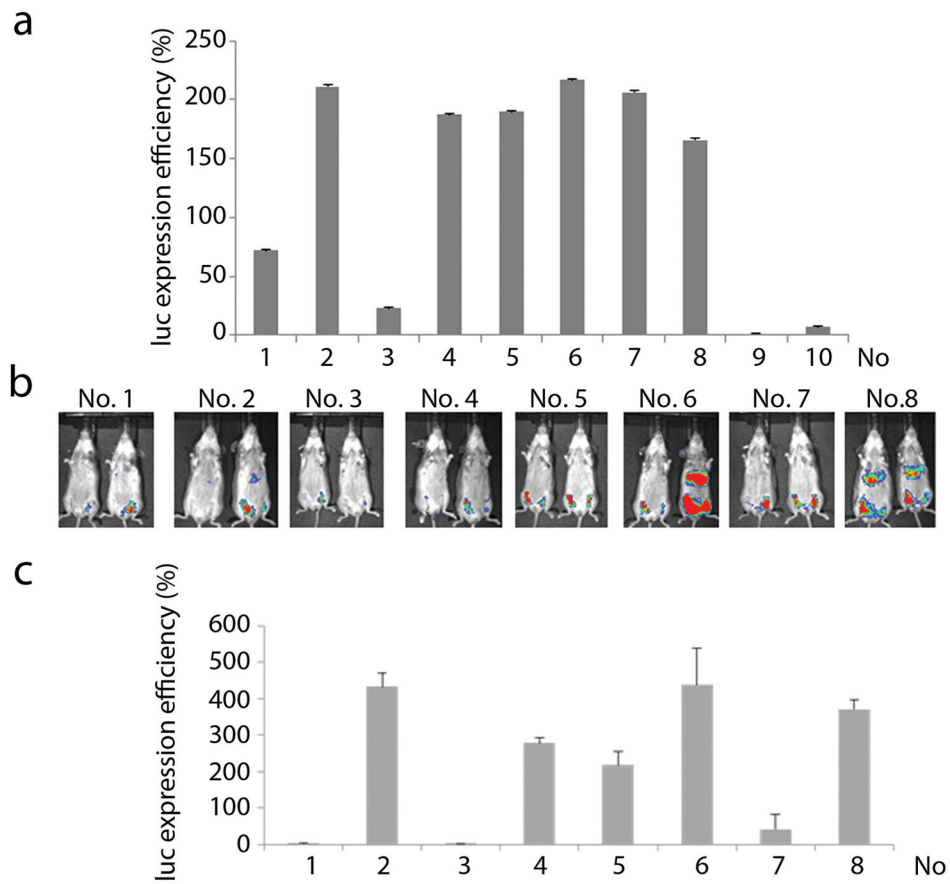 a
luc expression efficiency (%)
250
200
150
100
50
0
1 2 3 4 5 6 7 8 9 10 No
b
No. 1 No. 2 No. 3 No. 4 No. 5 No. 6 No. 7 No.8
c
luc expression efficiency (%)
600
500
400
300
200
100
0
1 2 3 4 5 6 7 8 No